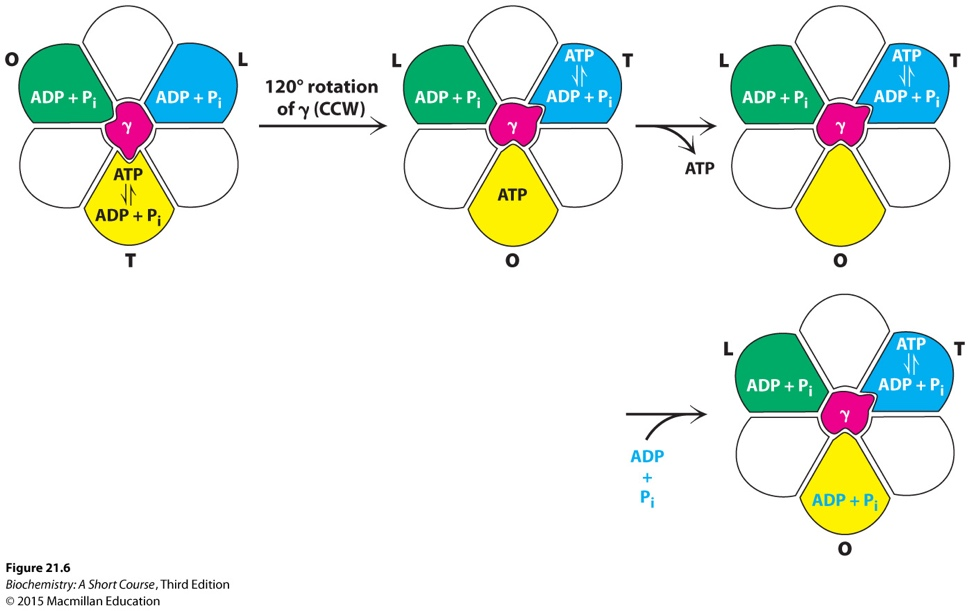 O
L
ADP + Pi
ADP + Pi
γ
ATP
ADP + Pi
T
120° rotation
of γ (CCW)
L
T
ATP
ADP + Pi
ADP + Pi
γ
ATP
O
ATP
L
T
ATP
ADP + Pi
ADP + Pi
γ
O
ADP
+
Pi
L
T
ATP
ADP + Pi
ADP + Pi
γ
ADP + Pi
O
Figure 21.6
Biochemistry: A Short Course, Third Edition
© 2015 Macmillan Education